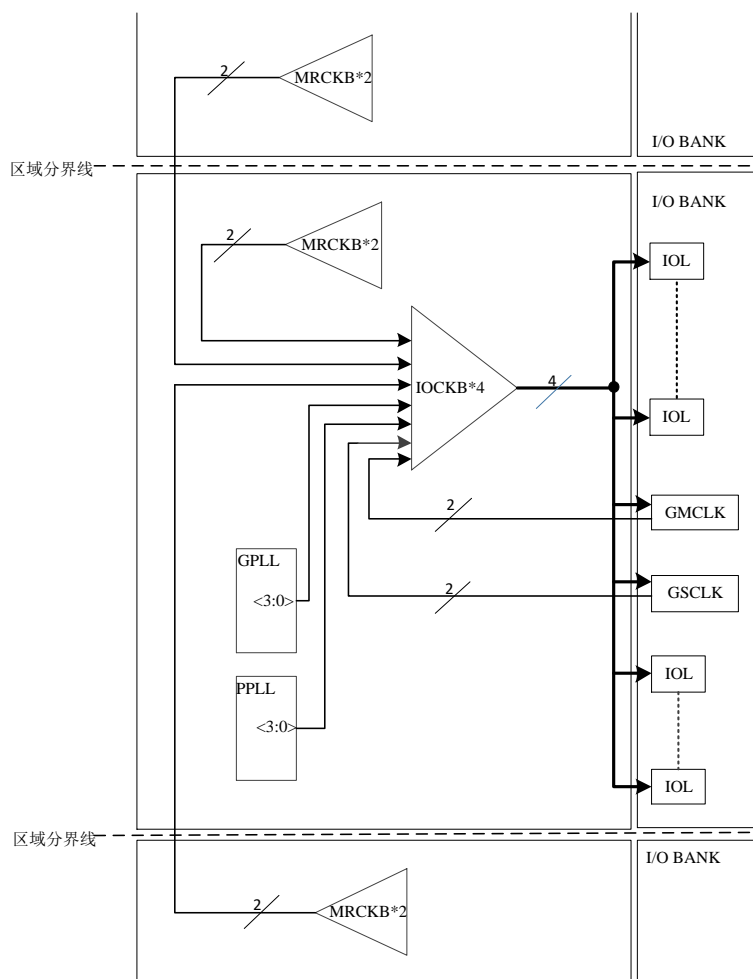 2
MRCKB*2
I/O BANK
区域分界线
I/O BANK
2
MRCKB*2
IOL
IOCKB*4
4
IOL
2
GMCLK
GPLL
<3:0>
2
GSCLK
PPLL
<3:0>
IOL
IOL
区域分界线
I/O BANK
2
MRCKB*2